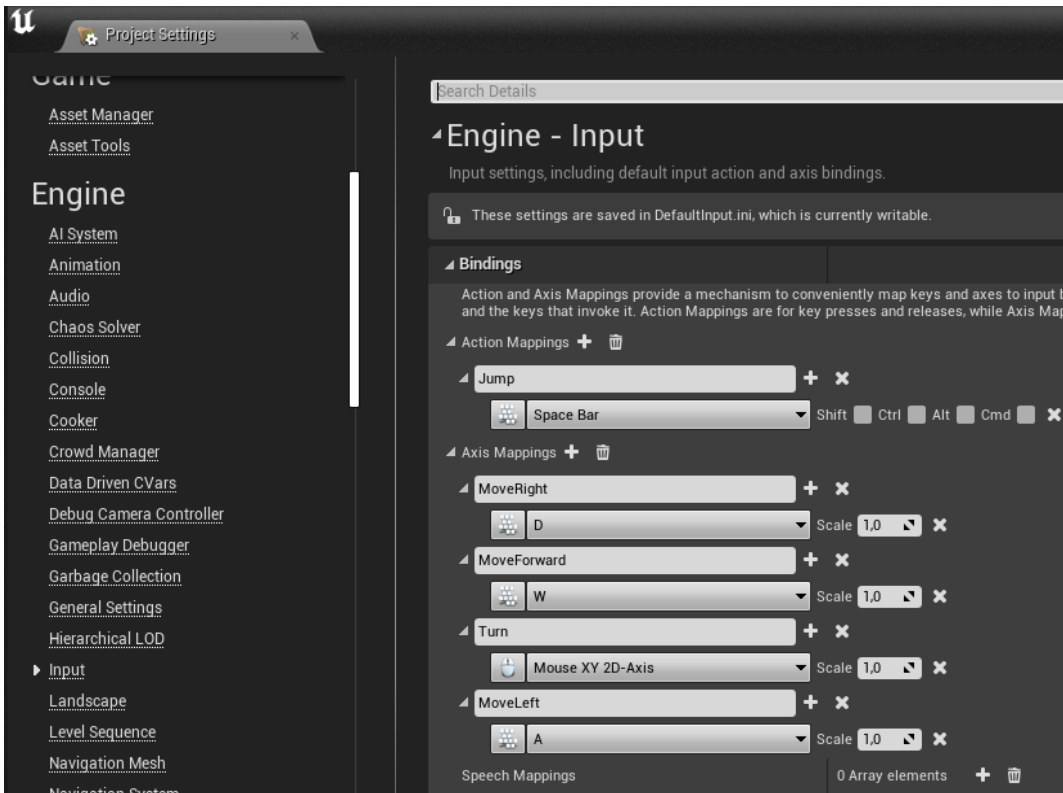 Project Settings
Game
Asset Manager
Asset Tools
Engine
AI System
Animation
Audio
Chaos Solver
Collision
Console
Cooker
Crowd Manager
Data Driven CVars
Debug Camera Controller
Gameplay Debugger
Garbage Collection
General Settings
Hierarchical LOD
Input
Landscape
Level Sequence
Navigation Mesh
Navigation System
Search Details
Engine - Input
Input settings, including default input action and axis bindings.
These settings are saved in DefaultInput.ini, which is currently writable.
Bindings
Action and Axis Mappings provide a mechanism to conveniently map keys and axes to input b
and the keys that invoke it. Action Mappings are for key presses and releases, while Axis Map
Action Mappings
Jump
Space Bar Shift Ctrl Alt Cmd
Axis Mappings
MoveRight
D Scale 1,0
MoveForward
W Scale 1,0
Turn
Mouse XY 2D-Axis Scale 1,0
MoveLeft
A Scale 1,0
Speech Mappings 0 Array elements